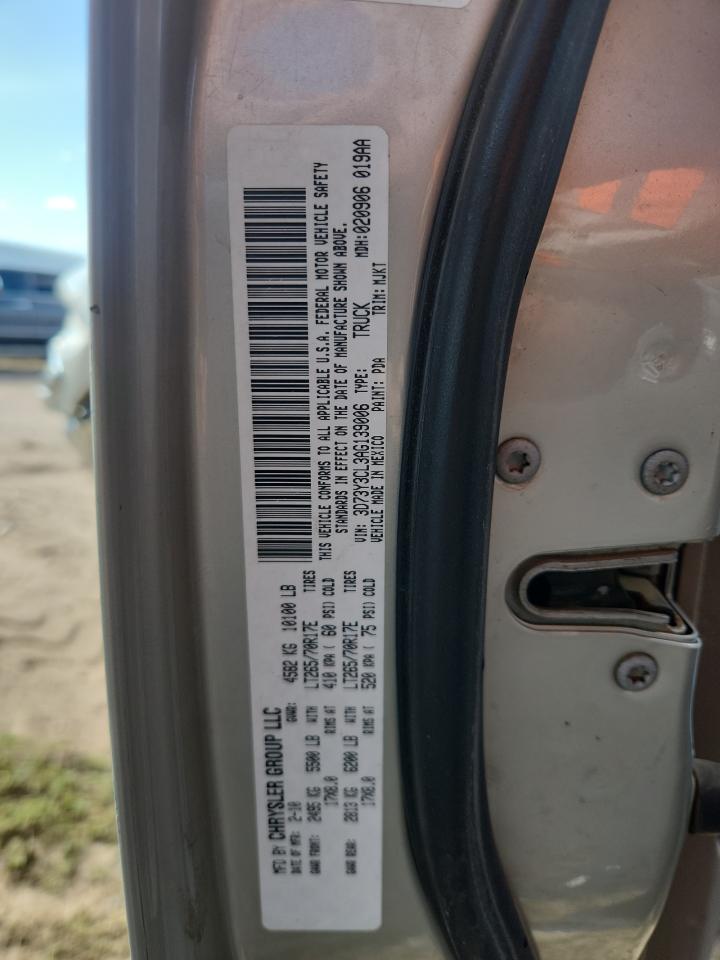 MFD BY CHRYSLER GROUP LLC
DATE OF MFR: 2-10 GVWR: 4582 KG 10100 LB
GAWR FRONT: 2495 KG 5500 LB WITH LT265/70R17E TIRES
17X8.0 RIMS AT 410 KPA ( 60 PSI) COLD
GAWR REAR: 2813 KG 6200 LB WITH LT265/70R17E TIRES
17X8.0 RIMS AT 520 KPA ( 75 PSI) COLD
THIS VEHICLE CONFORMS TO ALL APPLICABLE U.S.A. FEDERAL MOTOR VEHICLE SAFETY
STANDARDS IN EFFECT ON THE DATE OF MANUFACTURE SHOWN ABOVE.
VIN: 3D73Y3CL3AG139006 TYPE: TRUCK MDH:020906 019AA
VEHICLE MADE IN MEXICO PAINT: PDA TRIM: MJKT